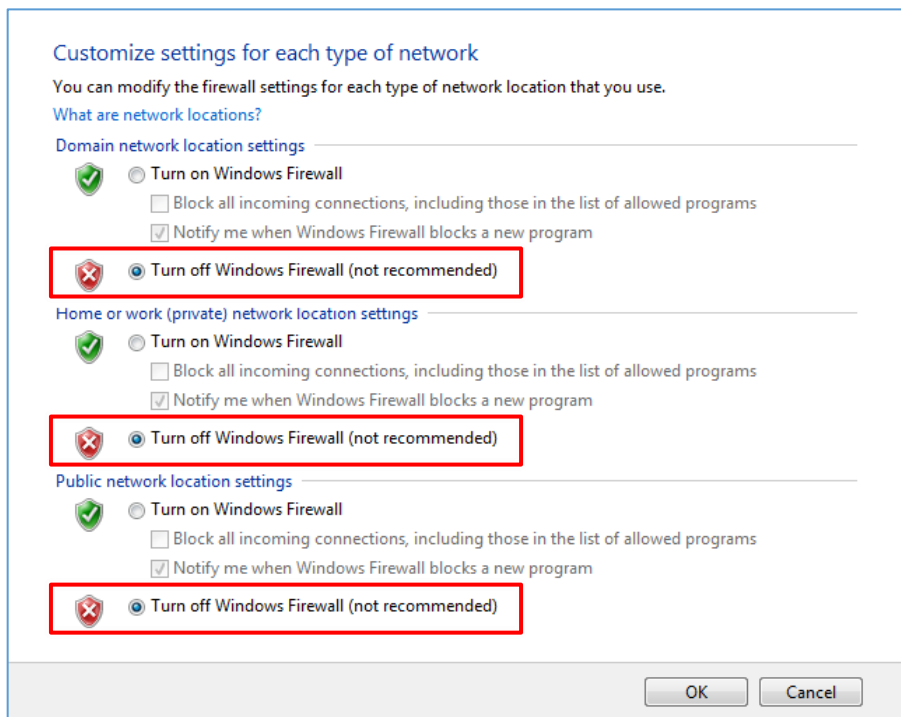 Customize settings for each type of network
You can modify the firewall settings for each type of network location that you use.
What are network locations?
Domain network location settings
Turn on Windows Firewall
Block all incoming connections, including those in the list of allowed programs
Notify me when Windows Firewall blocks a new program
Turn off Windows Firewall (not recommended)
Home or work (private) network location settings
Turn on Windows Firewall
Block all incoming connections, including those in the list of allowed programs
Notify me when Windows Firewall blocks a new program
Turn off Windows Firewall (not recommended)
Public network location settings
Turn on Windows Firewall
Block all incoming connections, including those in the list of allowed programs
Notify me when Windows Firewall blocks a new program
Turn off Windows Firewall (not recommended)
OK Cancel